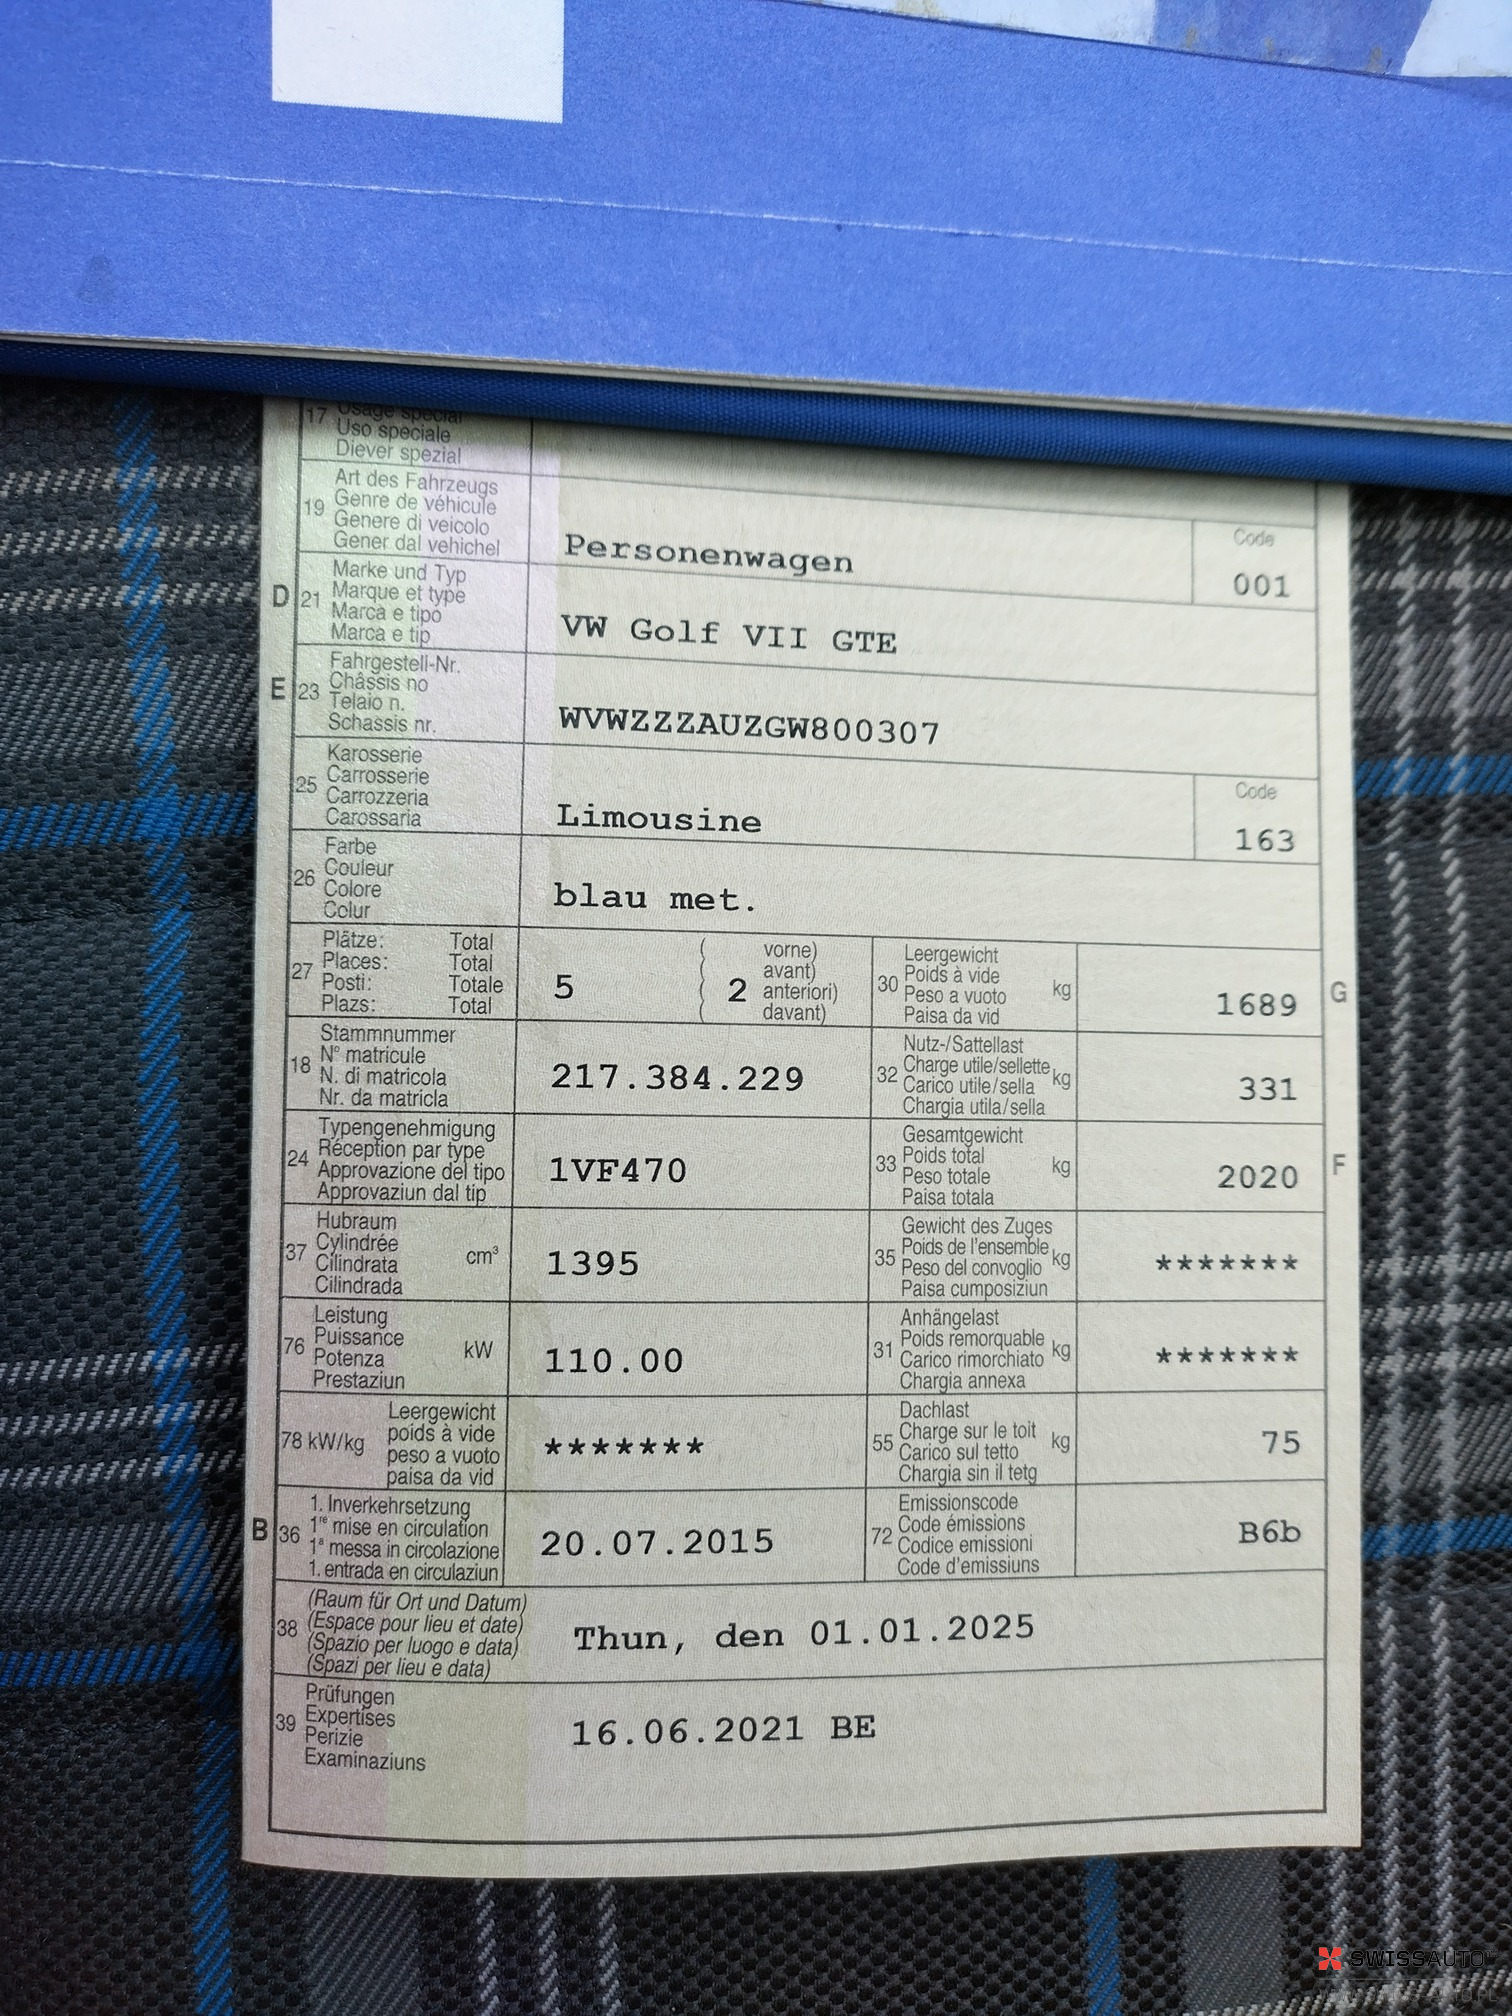 17 Usage spécial
Uso speciale
Diever spezial
19 Art des Fahrzeugs
Genre de véhicule
Genere di veicolo
Gener dal vehichel
Personenwagen
Code
001
D 21 Marke und Typ
Marque et type
Marca e tipo
Marca e tip
VW Golf VII GTE
E 23 Fahrgestell-Nr.
Châssis no
Telaio n.
Schassis nr.
WVWZZZAUZGW800307
25 Karosserie
Carrosserie
Carrozzeria
Carossaria
Limousine
Code
163
26 Farbe
Couleur
Colore
Colur
blau met.
27 Plätze: Total
Places: Total
Posti: Totale
Plazs: Total
5 ( 2 vorne)
( avant)
( anteriori)
( davant)
30 Leergewicht
Poids à vide
Peso a vuoto
Paisa da vid
kg
1689 G
18 Stammnummer
N° matricule
N. di matricola
Nr. da matricla
217.384.229
32 Nutz-/Sattellast
Charge utile/sellette
Carico utile/sella
Chargia utila/sella
kg
331
24 Typengenehmigung
Réception par type
Approvazione del tipo
Approvaziun dal tip
1VF470
33 Gesamtgewicht
Poids total
Peso totale
Paisa totala
kg
2020 F
37 Hubraum
Cylindrée
Cilindrata
Cilindrada
cm³
1395
35 Gewicht des Zuges
Poids de l'ensemble
Peso del convoglio
Paisa cumposiziun
kg
*******
76 Leistung
Puissance
Potenza
Prestaziun
kW
110.00
31 Anhängelast
Poids remorquable
Carico rimorchiato
Chargia annexa
kg
*******
78 kW/kg Leergewicht
poids à vide
peso a vuoto
paisa da vid
*******
55 Dachlast
Charge sur le toit
Carico sul tetto
Chargia sin il tetg
kg
75
B 36 1. Inverkehrsetzung
1re mise en circulation
1a messa in circolazione
1. entrada en circulaziun
20.07.2015
72 Emissionscode
Code émissions
Codice emissioni
Code d'emissiuns
B6b
38 (Raum für Ort und Datum)
(Espace pour lieu et date)
(Spazio per luogo e data)
(Spazi per lieu e data)
Thun, den 01.01.2025
39 Prüfungen
Expertises
Perizie
Examinaziuns
16.06.2021 BE
SWISSAUTO